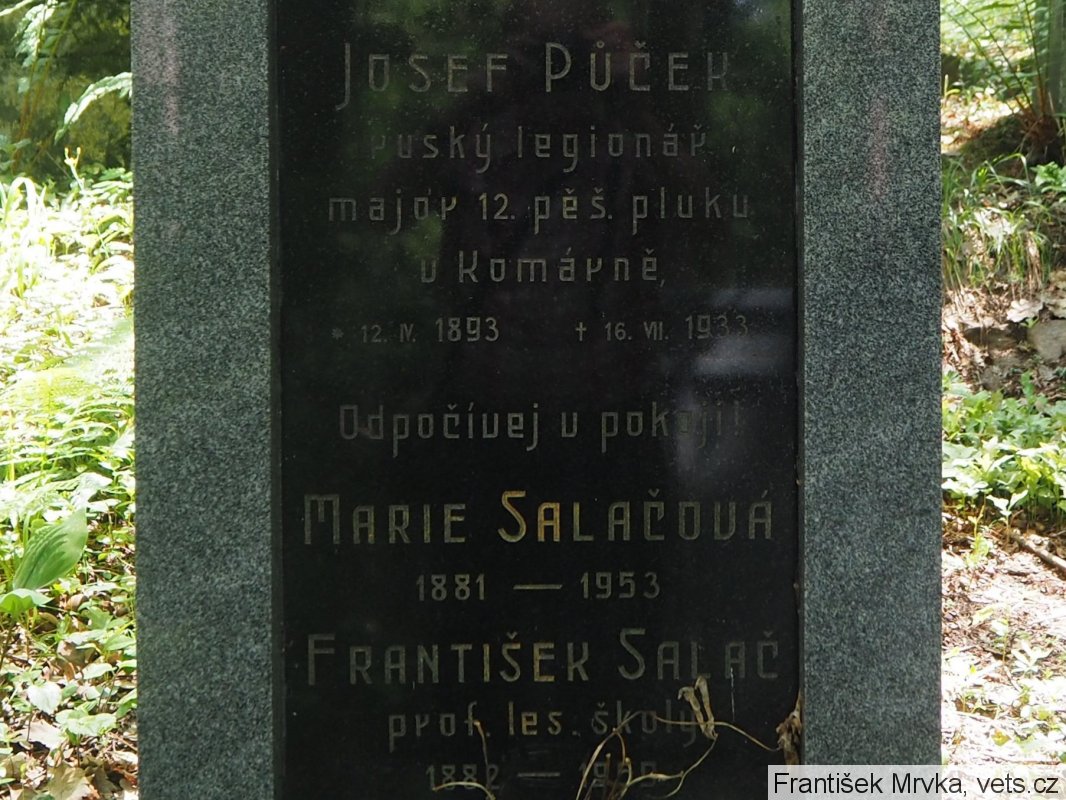 Josef Půček
ruský legionář
major 12. pěš. pluku
v Komárně,
* 12. IV. 1893 † 16. VII. 1933
Odpočívej v pokoji!
Marie Salačová
1881 — 1953
František Salač
prof. les. školy
1882 —
František Mrvka, vets.cz